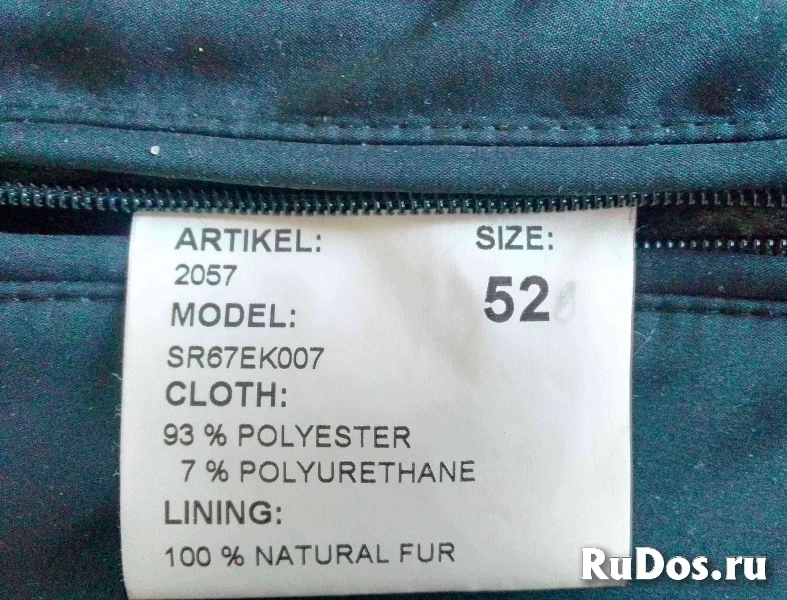 ARTIKEL: SIZE:
2057
52
MODEL:
SR67EK007
CLOTH:
93 % POLYESTER
7 % POLYURETHANE
LINING:
100 % NATURAL FUR
RuDos.ru